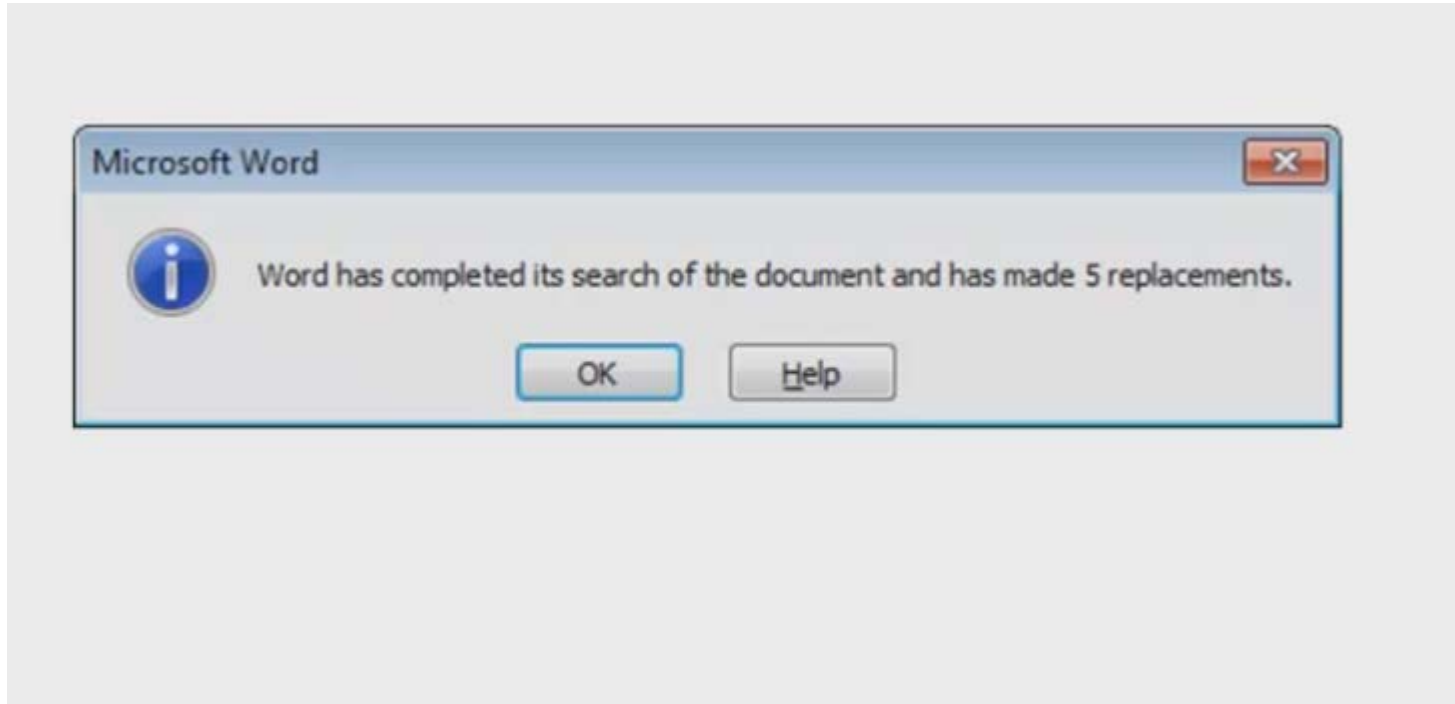 Microsoft Word
Word has completed its search of the document and has made 5 replacements.
OK
Help